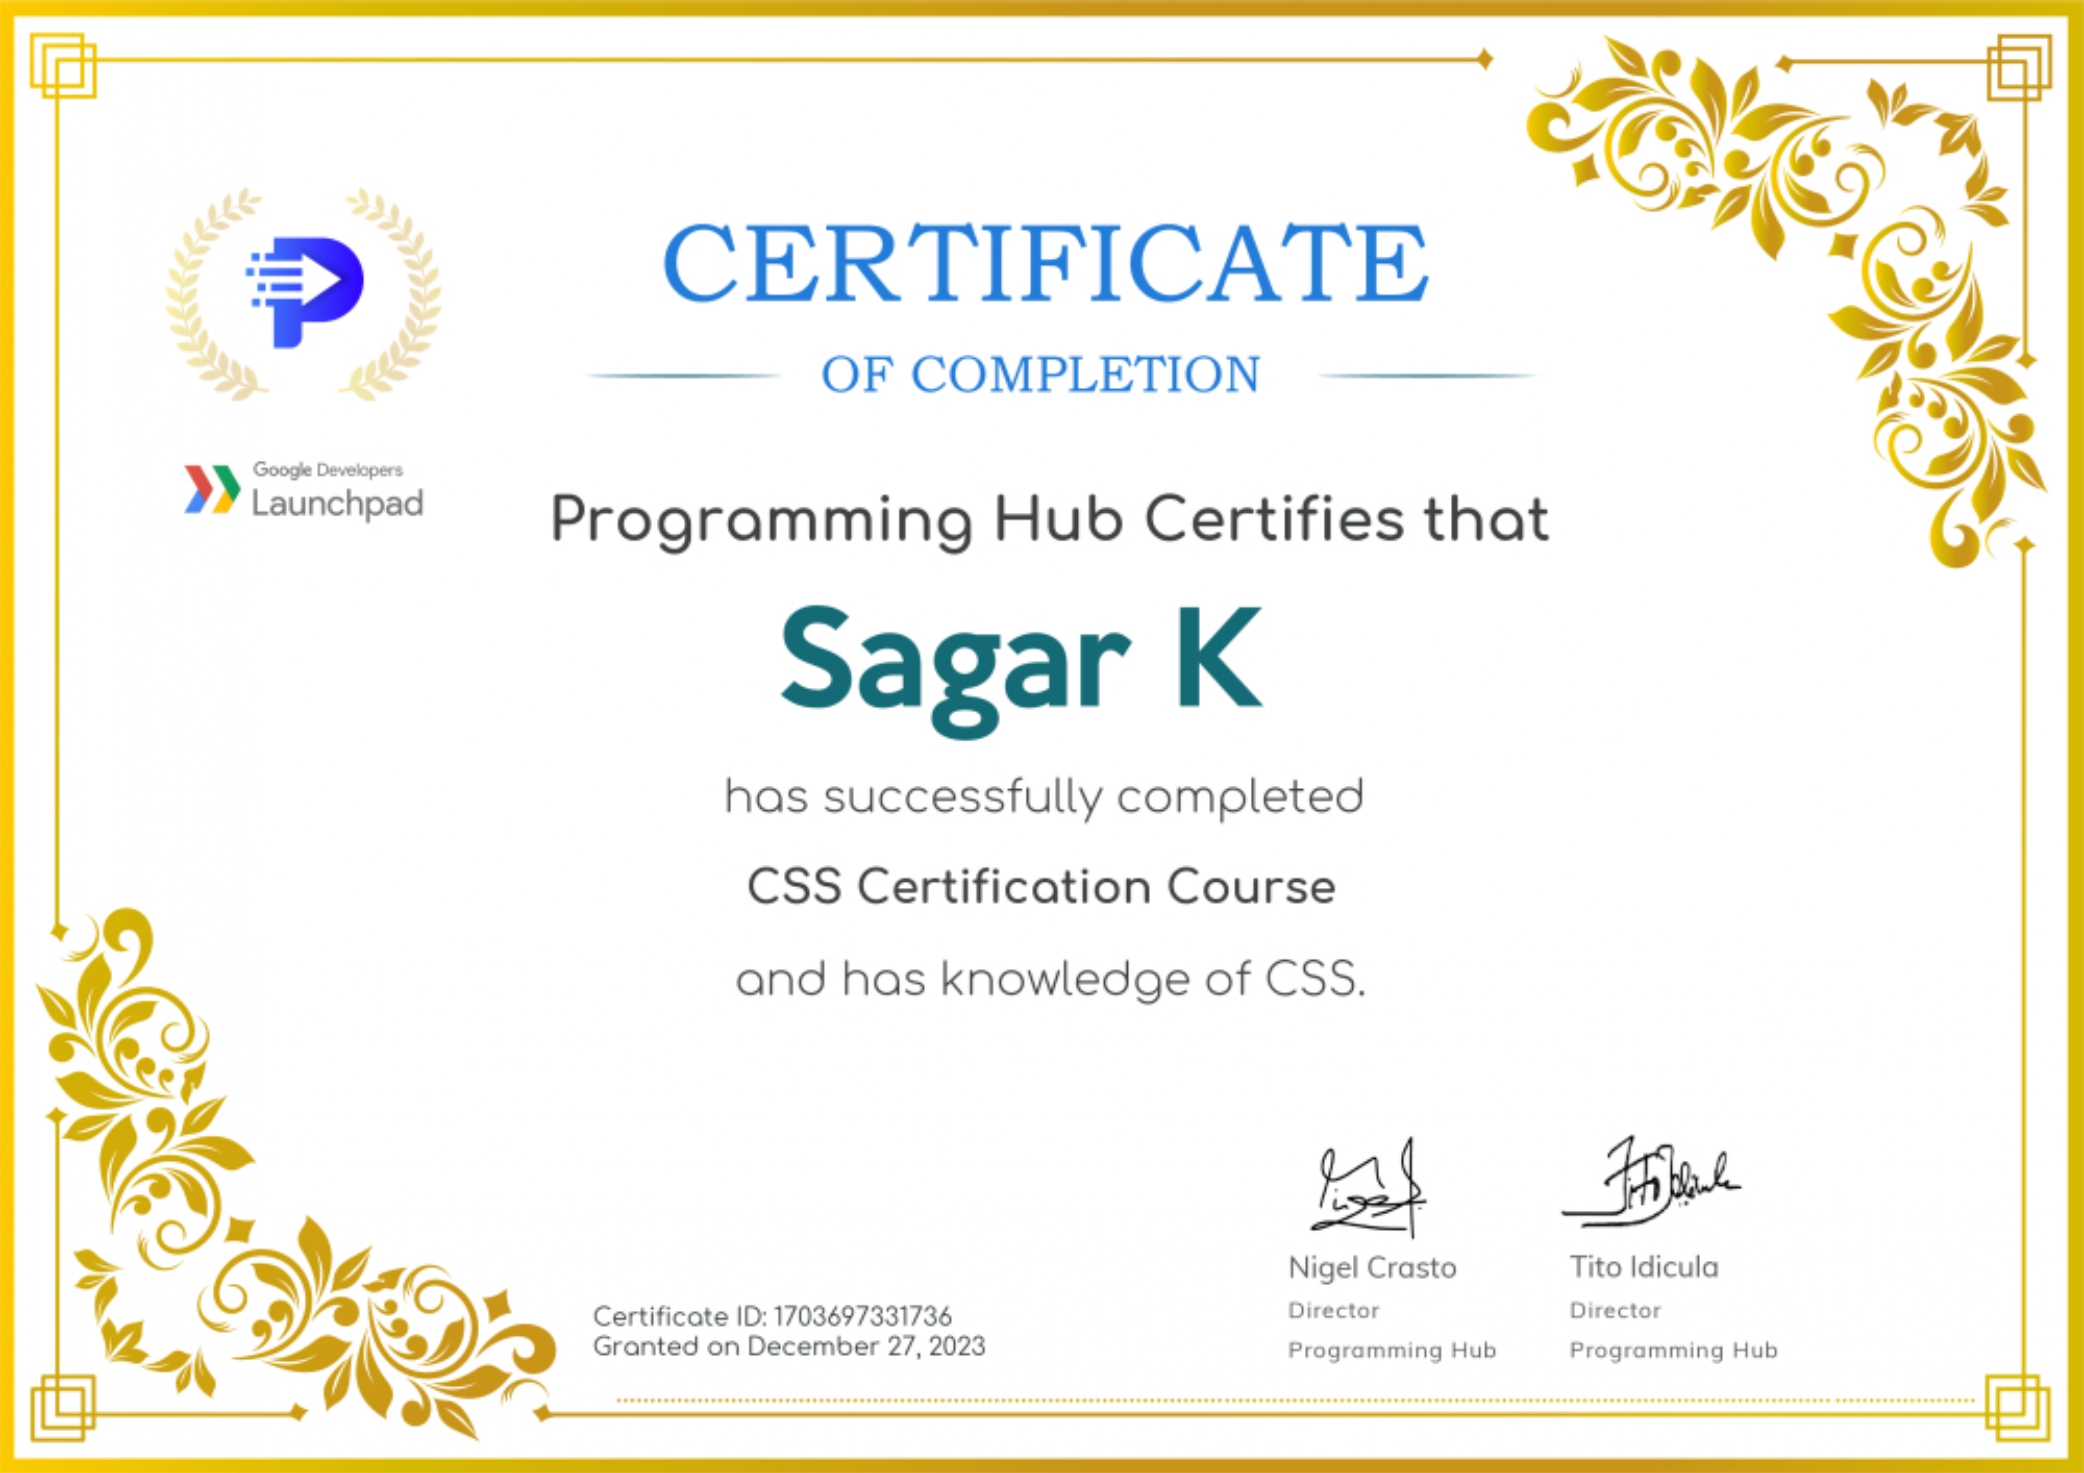 CERTIFICATE
OF COMPLETION
Google Developers
Launchpad
Programming Hub Certifies that
Sagar K
has successfully completed
CSS Certification Course
and has knowledge of CSS.
Nigel Crasto
Director
Programming Hub
Tito Idicula
Director
Programming Hub
Certificate ID: 1703697331736
Granted on December 27, 2023